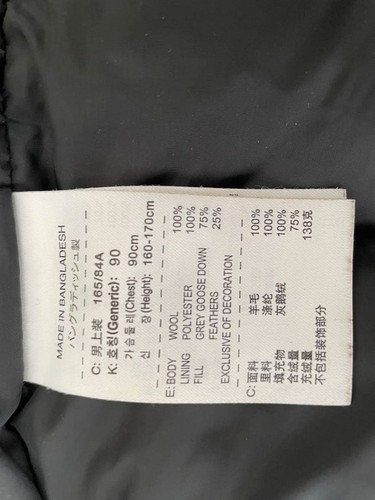 MADE IN BANGLADESH
バングラディッシュ製
C: 男上装 165/84A
K: 호칭(Generic): 90
가슴둘레(Chest): 90cm
신 장(Height): 160-170cm
E: BODY WOOL 100%
LINING POLYESTER 100%
FILL GREY GOOSE DOWN 75%
FEATHERS 25%
EXCLUSIVE OF DECORATION
C: 面料 羊毛 100%
里料 涤纶 100%
填充物 灰鹅绒 100%
含绒量 75%
充绒量 138克
不包括装饰部分